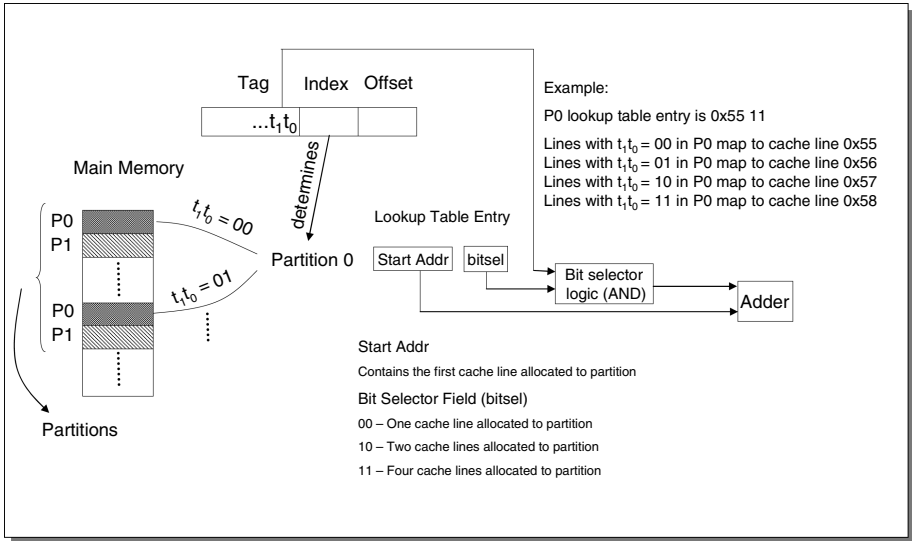 Tag Index Offset
...t₁t₀
determines
Main Memory
P0
P1
P0
P1
Partitions
t₁t₀ = 00
t₁t₀ = 01
Partition 0
Lookup Table Entry
Start Addr
bitsel
Bit selector
logic (AND)
Adder
Example:
P0 lookup table entry is 0x55 11
Lines with t₁t₀ = 00 in P0 map to cache line 0x55
Lines with t₁t₀ = 01 in P0 map to cache line 0x56
Lines with t₁t₀ = 10 in P0 map to cache line 0x57
Lines with t₁t₀ = 11 in P0 map to cache line 0x58
Start Addr
Contains the first cache line allocated to partition
Bit Selector Field (bitsel)
00 – One cache line allocated to partition
10 – Two cache lines allocated to partition
11 – Four cache lines allocated to partition